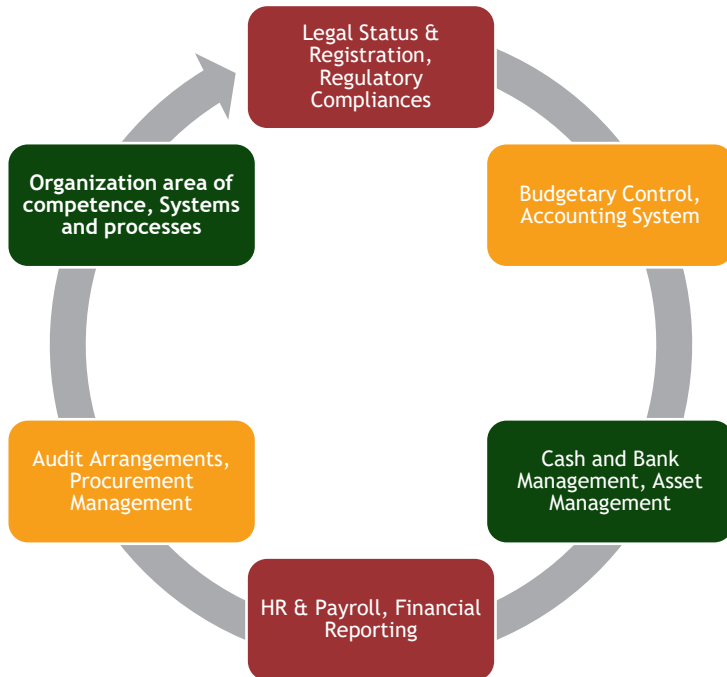 Legal Status &
Registration,
Regulatory
Compliances
Budgetary Control,
Accounting System
Cash and Bank
Management, Asset
Management
HR & Payroll, Financial
Reporting
Audit Arrangements,
Procurement
Management
Organization area of
competence, Systems
and processes